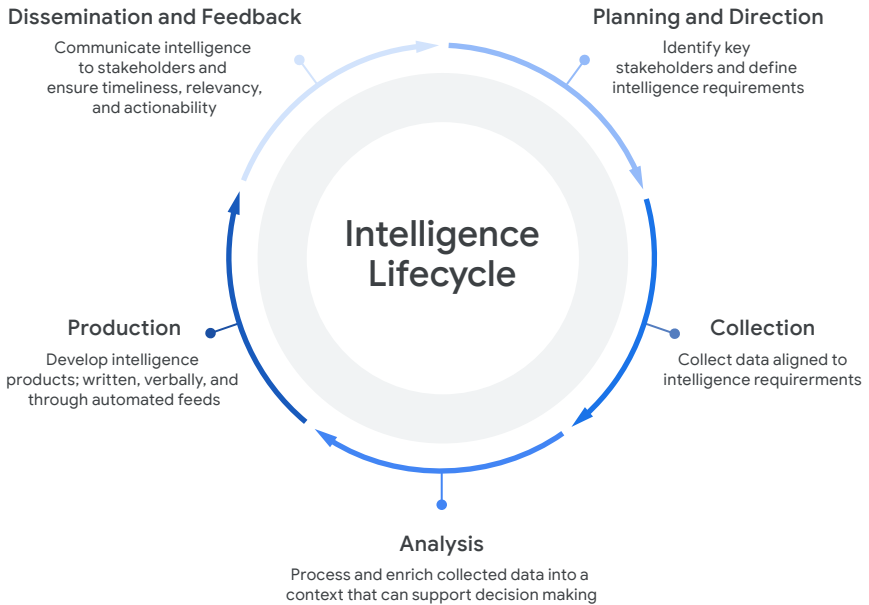 Dissemination and Feedback
Communicate intelligence
to stakeholders and
ensure timeliness, relevancy,
and actionability
Planning and Direction
Identify key
stakeholders and define
intelligence requirements
Intelligence
Lifecycle
Production
Develop intelligence
products; written, verbally, and
through automated feeds
Collection
Collect data aligned to
intelligence requirerments
Analysis
Process and enrich collected data into a
context that can support decision making